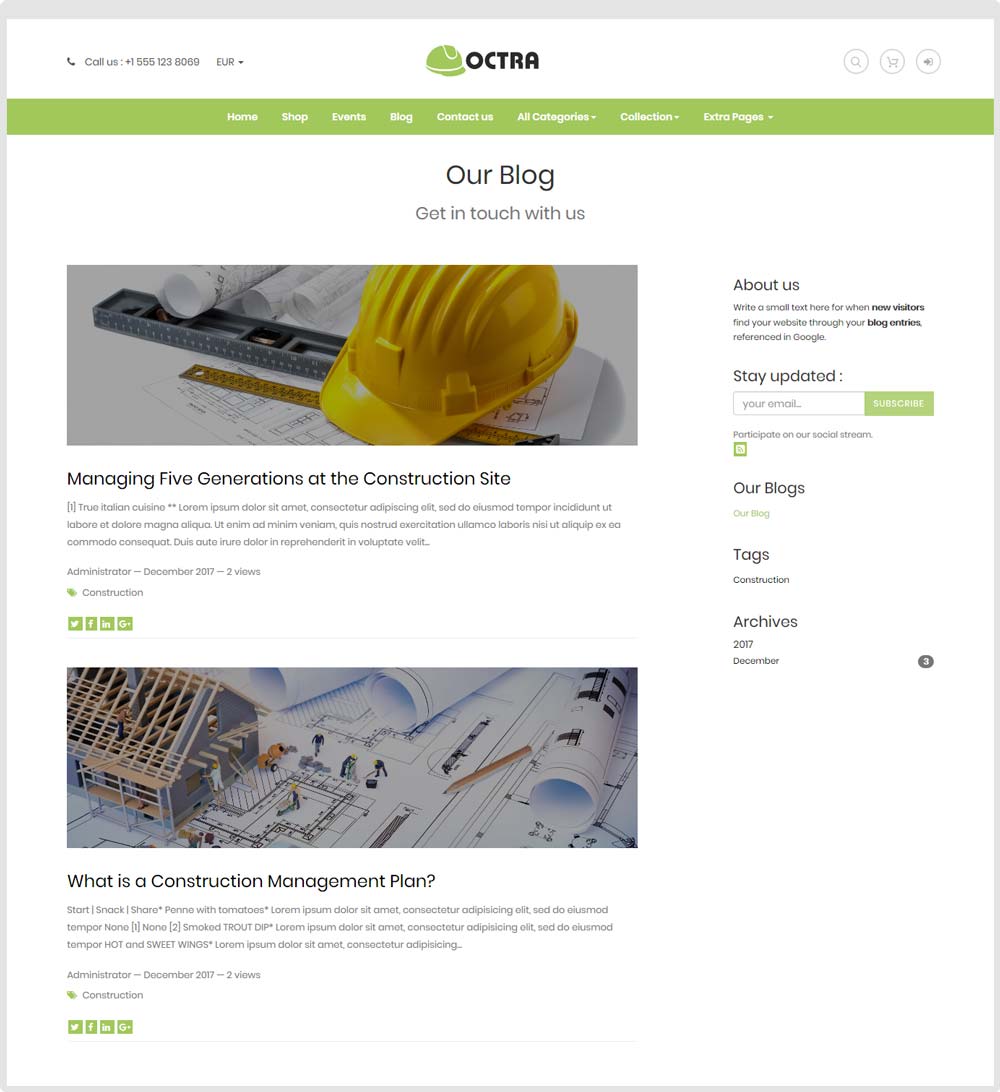 Call us : +1 555 123 8069 EUR
OCTRA
Home Shop Events Blog Contact us All Categories Collection Extra Pages
Our Blog
Get in touch with us
Managing Five Generations at the Construction Site
[1] True italian cuisine ** Lorem ipsum dolor sit amet, consectetur adipiscing elit, sed do eiusmod tempor incididunt ut
labore et dolore magna aliqua. Ut enim ad minim veniam, quis nostrud exercitation ullamco laboris nisi ut aliquip ex ea
commodo consequat. Duis aute irure dolor in reprehenderit in voluptate velit...
Administrator — December 2017 — 2 views
Construction
What is a Construction Management Plan?
Start | Snack | Share* Penne with tomatoes* Lorem ipsum dolor sit amet, consectetur adipisicing elit, sed do eiusmod
tempor None [1] None [2] Smoked TROUT DIP* Lorem ipsum dolor sit amet, consectetur adipisicing elit, sed do eiusmod
tempor HOT and SWEET WINGS* Lorem ipsum dolor sit amet, consectetur adipisicing...
Administrator — December 2017 — 2 views
Construction
About us
Write a small text here for when new visitors
find your website through your blog entries,
referenced in Google.
Stay updated :
your email... SUBSCRIBE
Participate on our social stream.
Our Blogs
Our Blog
Tags
Construction
Archives
2017
December 3